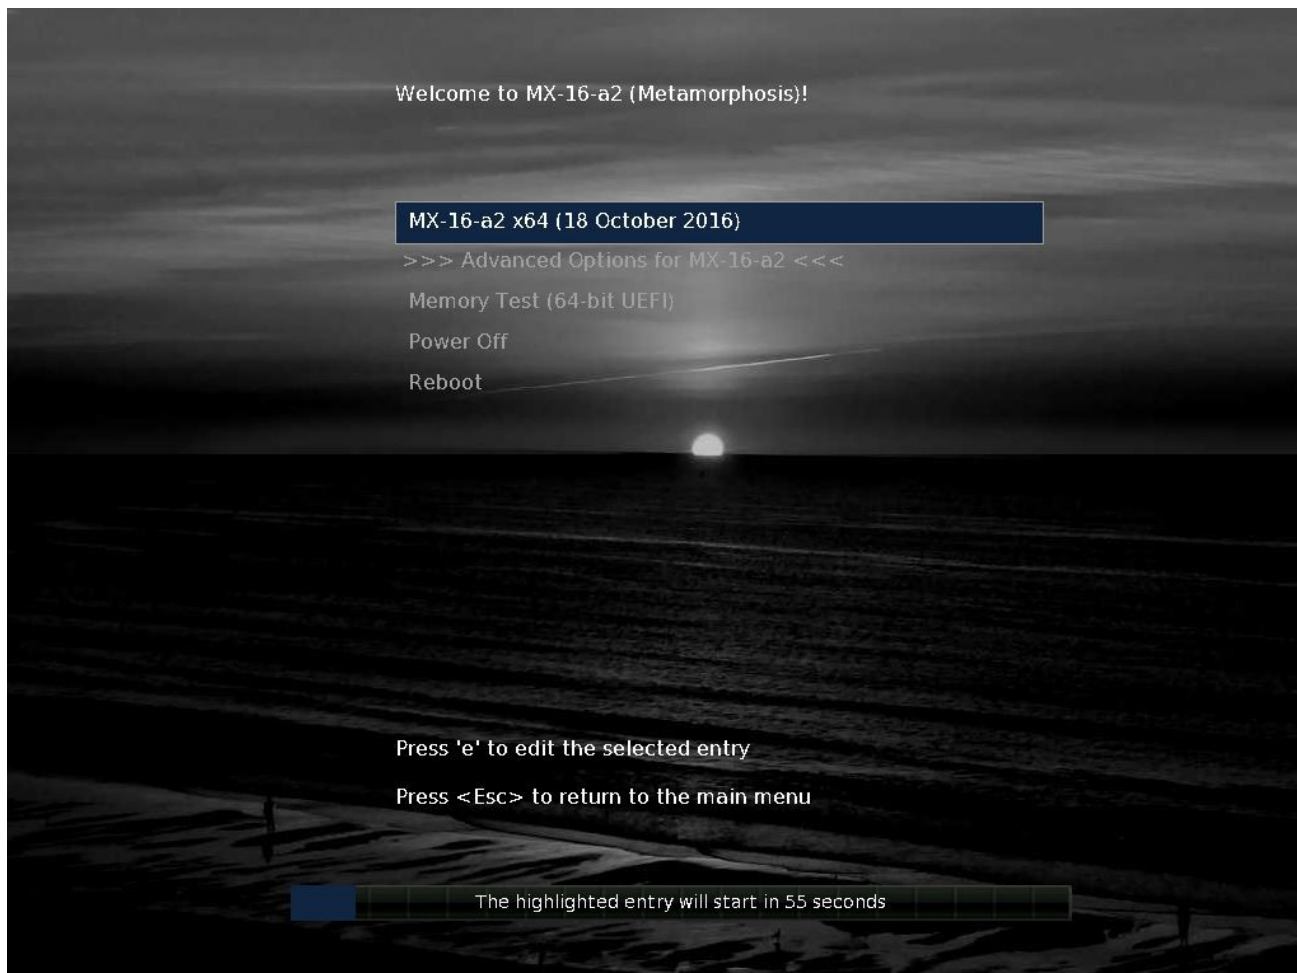 Welcome to MX-16-a2 (Metamorphosis)!
MX-16-a2 x64 (18 October 2016)
>>> Advanced Options for MX-16-a2 <<<
Memory Test (64-bit UEFI)
Power Off
Reboot
Press 'e' to edit the selected entry
Press <Esc> to return to the main menu
The highlighted entry will start in 55 seconds